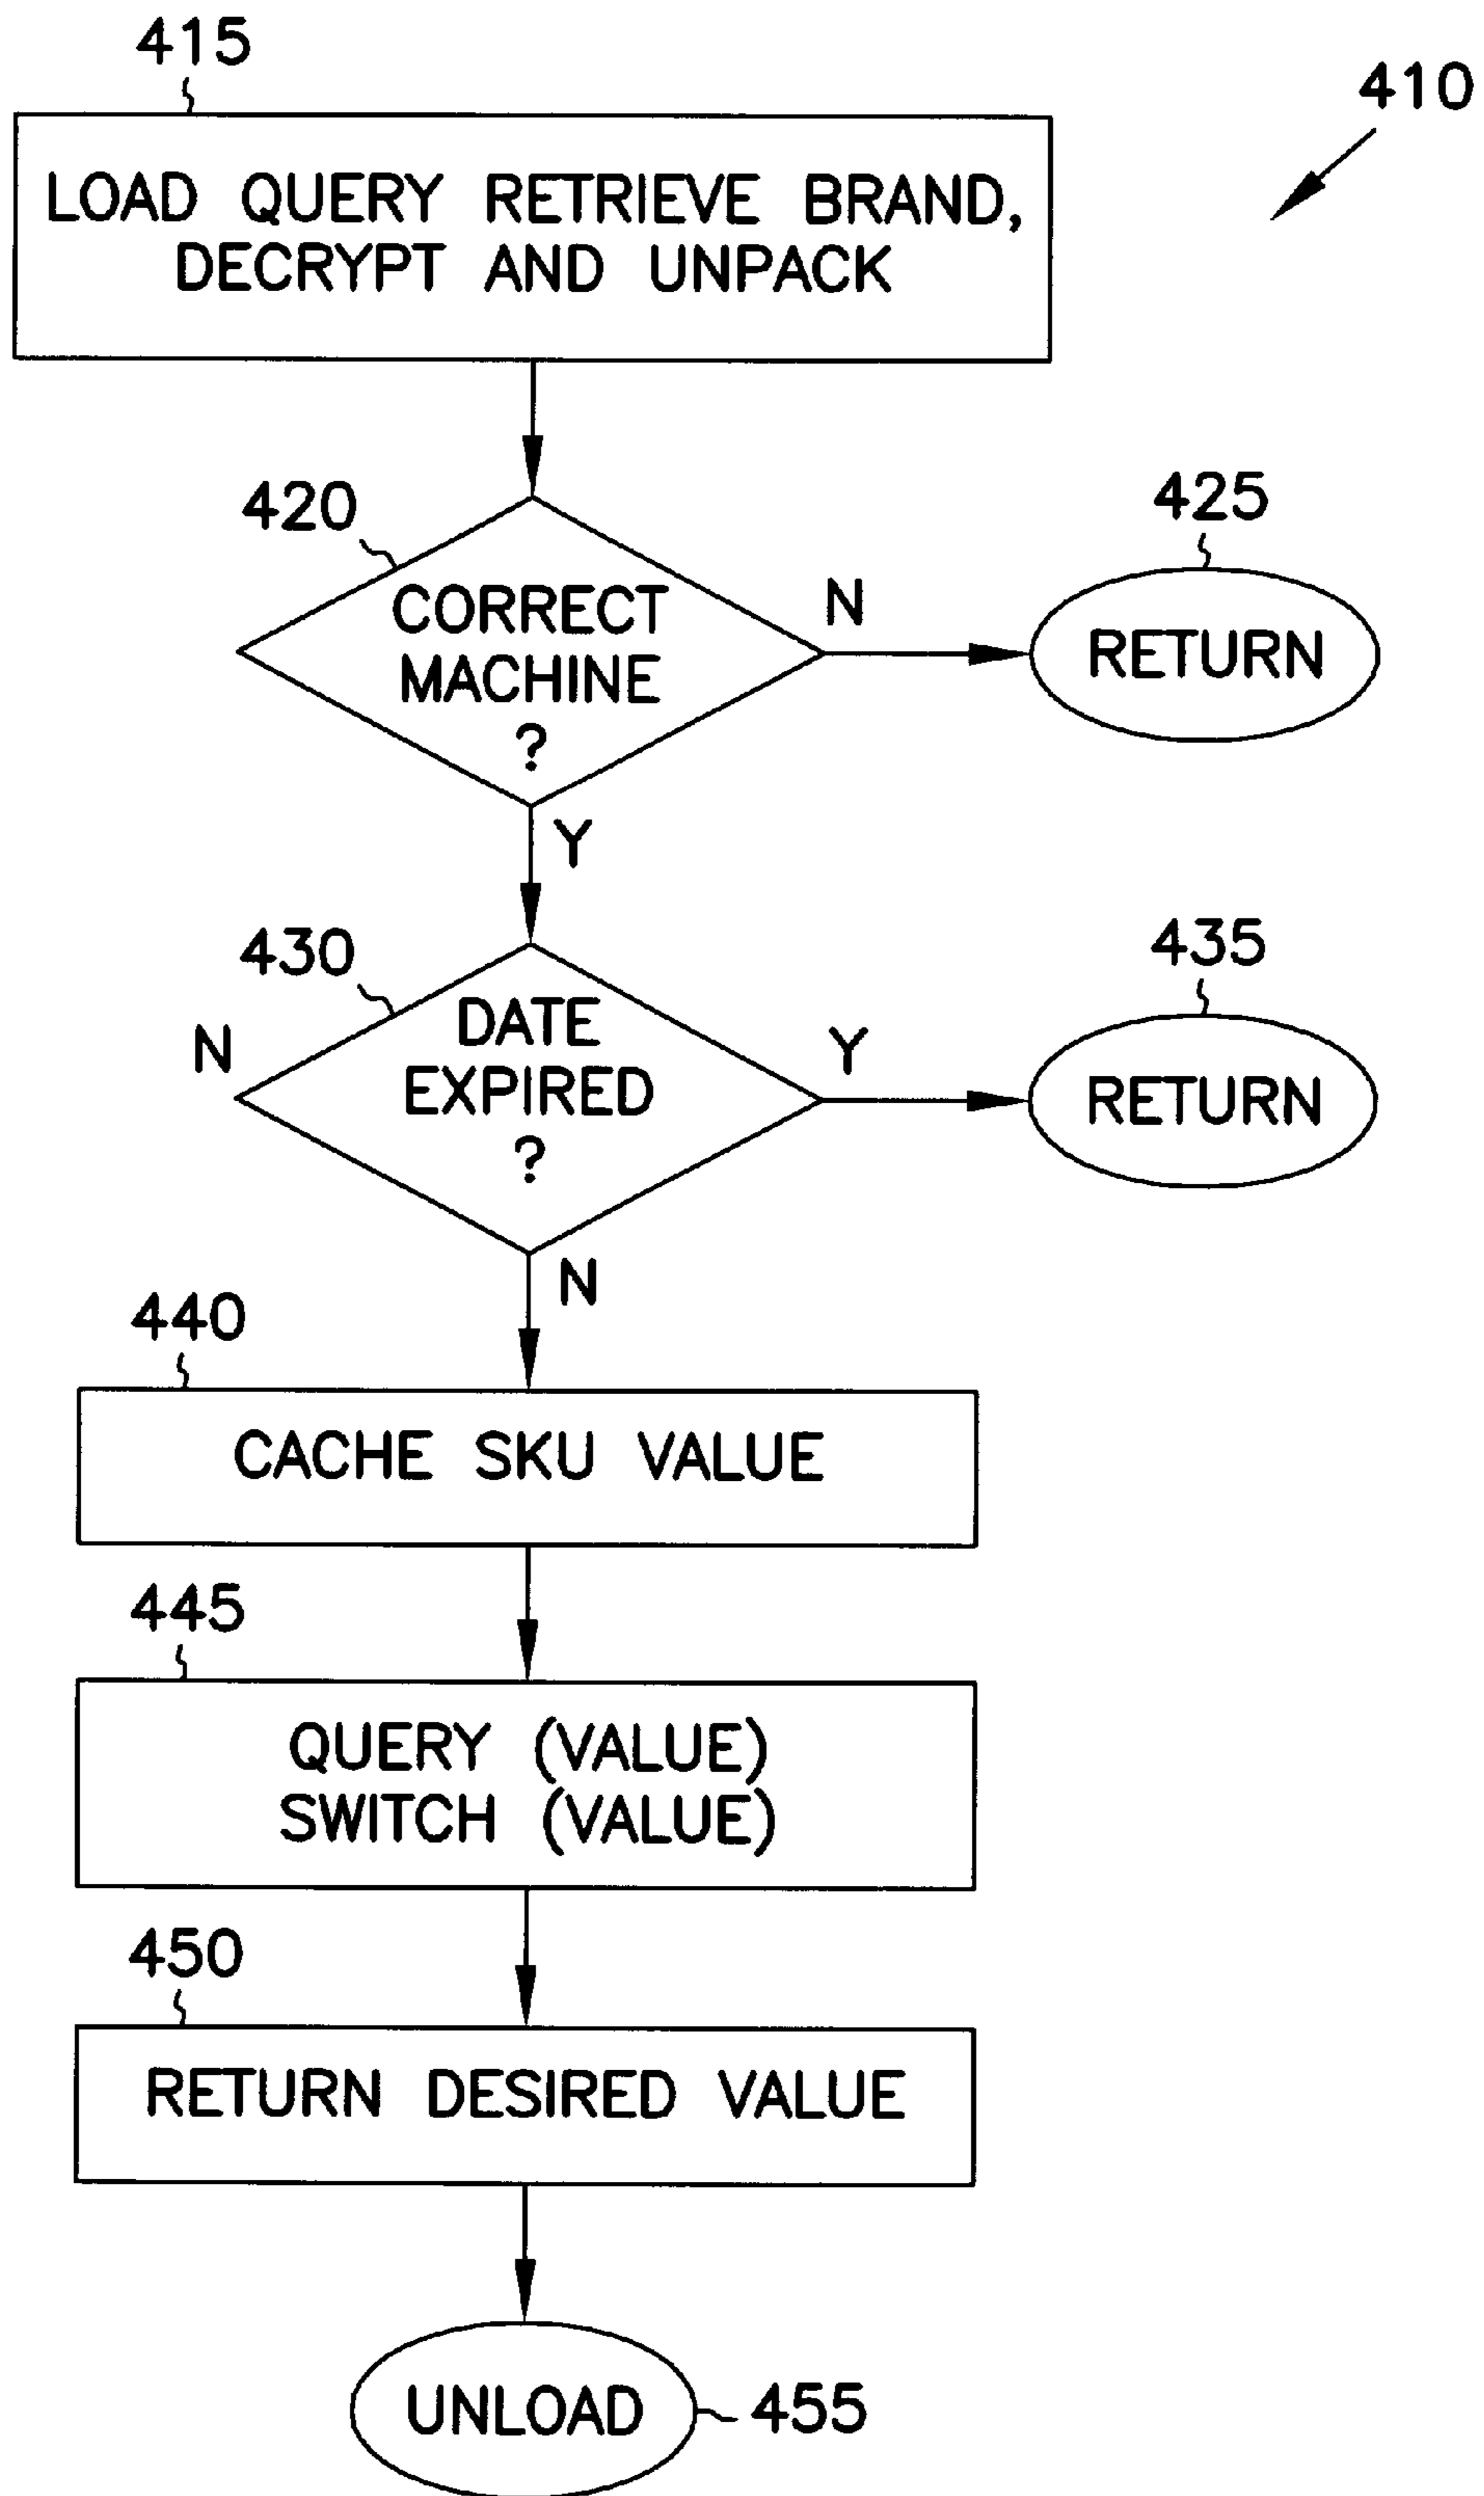 415
410
LOAD QUERY RETRIEVE BRAND,
DECRYPT AND UNPACK
420
CORRECT
MACHINE
?
N
425
RETURN
Y
430
N
DATE
EXPIRED
?
Y
435
RETURN
N
440
CACHE SKU VALUE
445
QUERY (VALUE)
SWITCH (VALUE)
450
RETURN DESIRED VALUE
UNLOAD
455